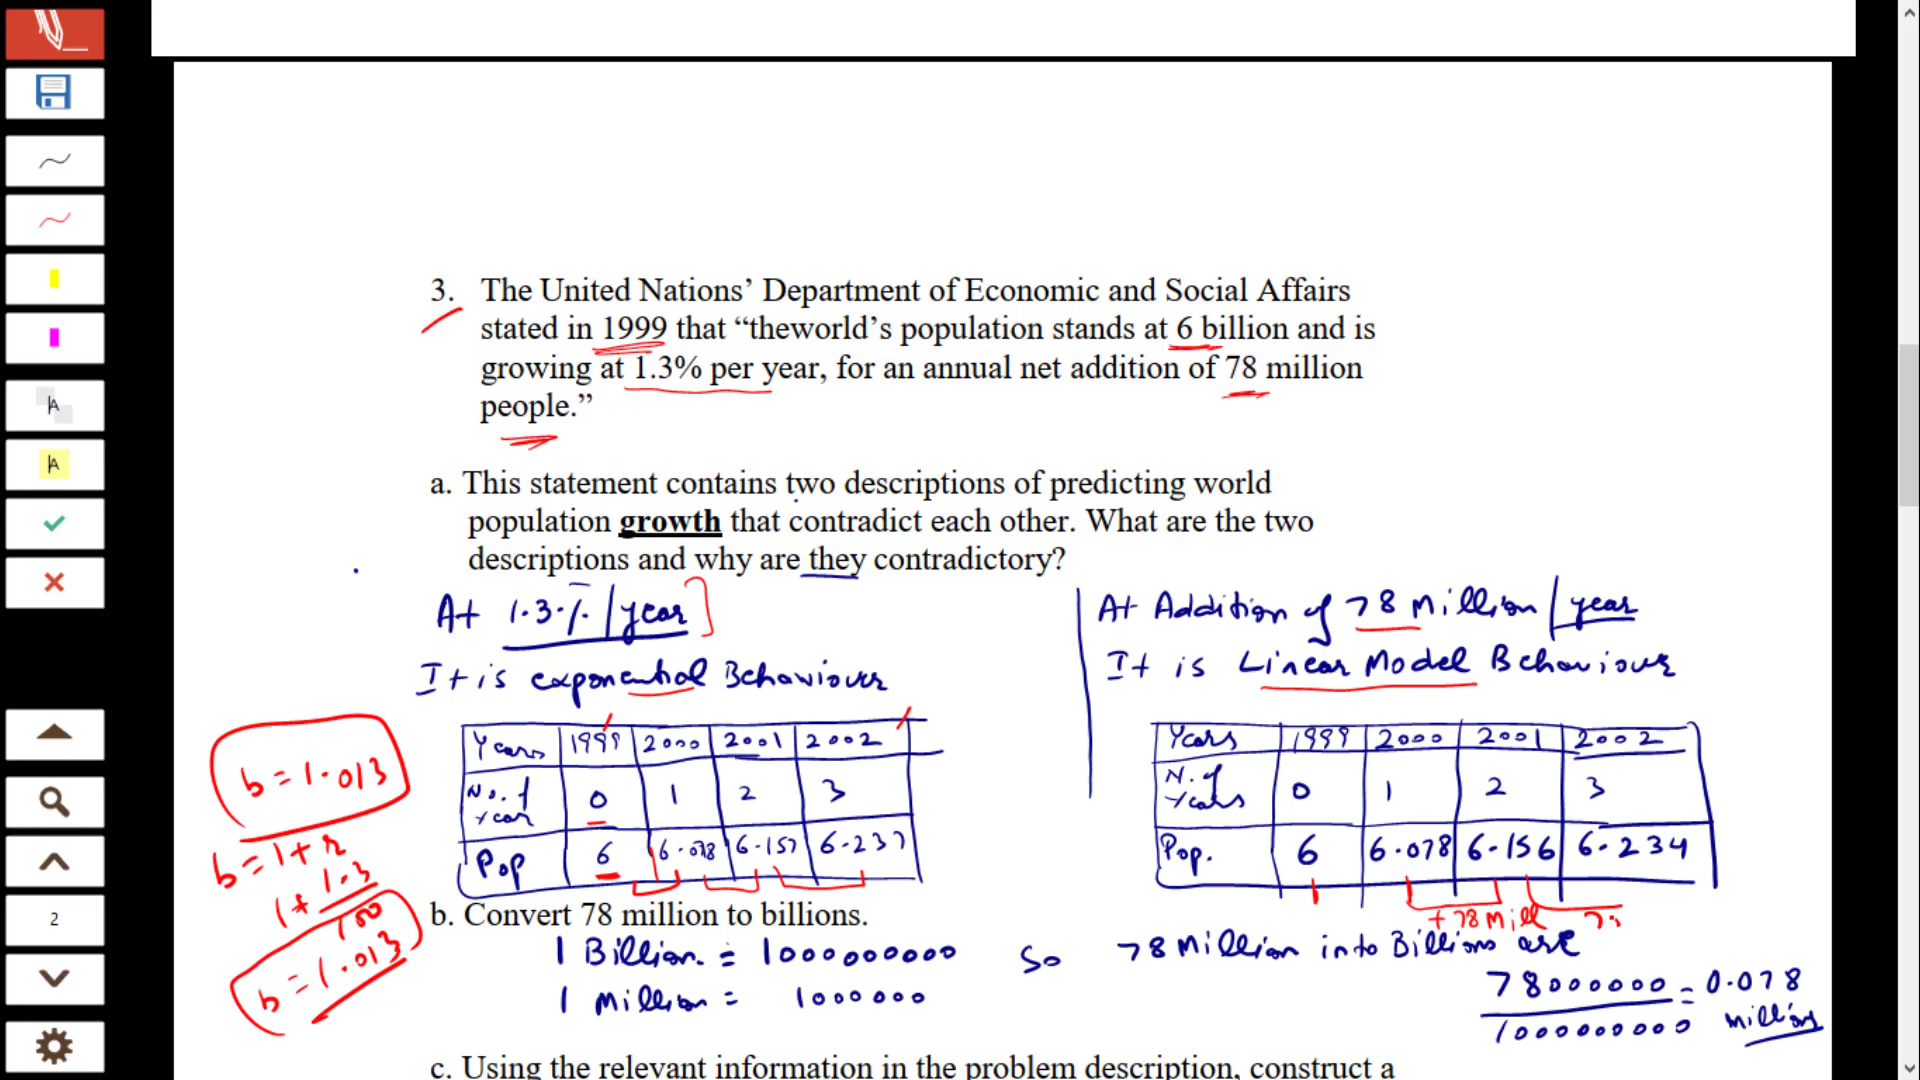 3. The United Nations’ Department of Economic and Social Affairs
stated in 1999 that “theworld’s population stands at 6 billion and is
growing at 1.3% per year, for an annual net addition of 78 million
people.”
a. This statement contains two descriptions of predicting world
population growth that contradict each other. What are the two
descriptions and why are they contradictory?
At 1.3% / year
It is exponential Behaviour
Years 1999 2000 2001 2002
No. of Year 0 1 2 3
Pop 6 6.078 6.157 6.237
b = 1.013
b = 1 + r
1 + 1.3
100
b = 1.013
At Addition of 78 Million / year
It is Linear Model Behaviour
Years 1999 2000 2001 2002
N. of Years 0 1 2 3
Pop. 6 6.078 6.156 6.234
+78 Mill
b. Convert 78 million to billions.
1 Billion = 1000000000
1 Million = 1000000
So 78 Million into Billions are
78000000
1000000000
= 0.078
millions
c. Using the relevant information in the problem description, construct a
A
A
2